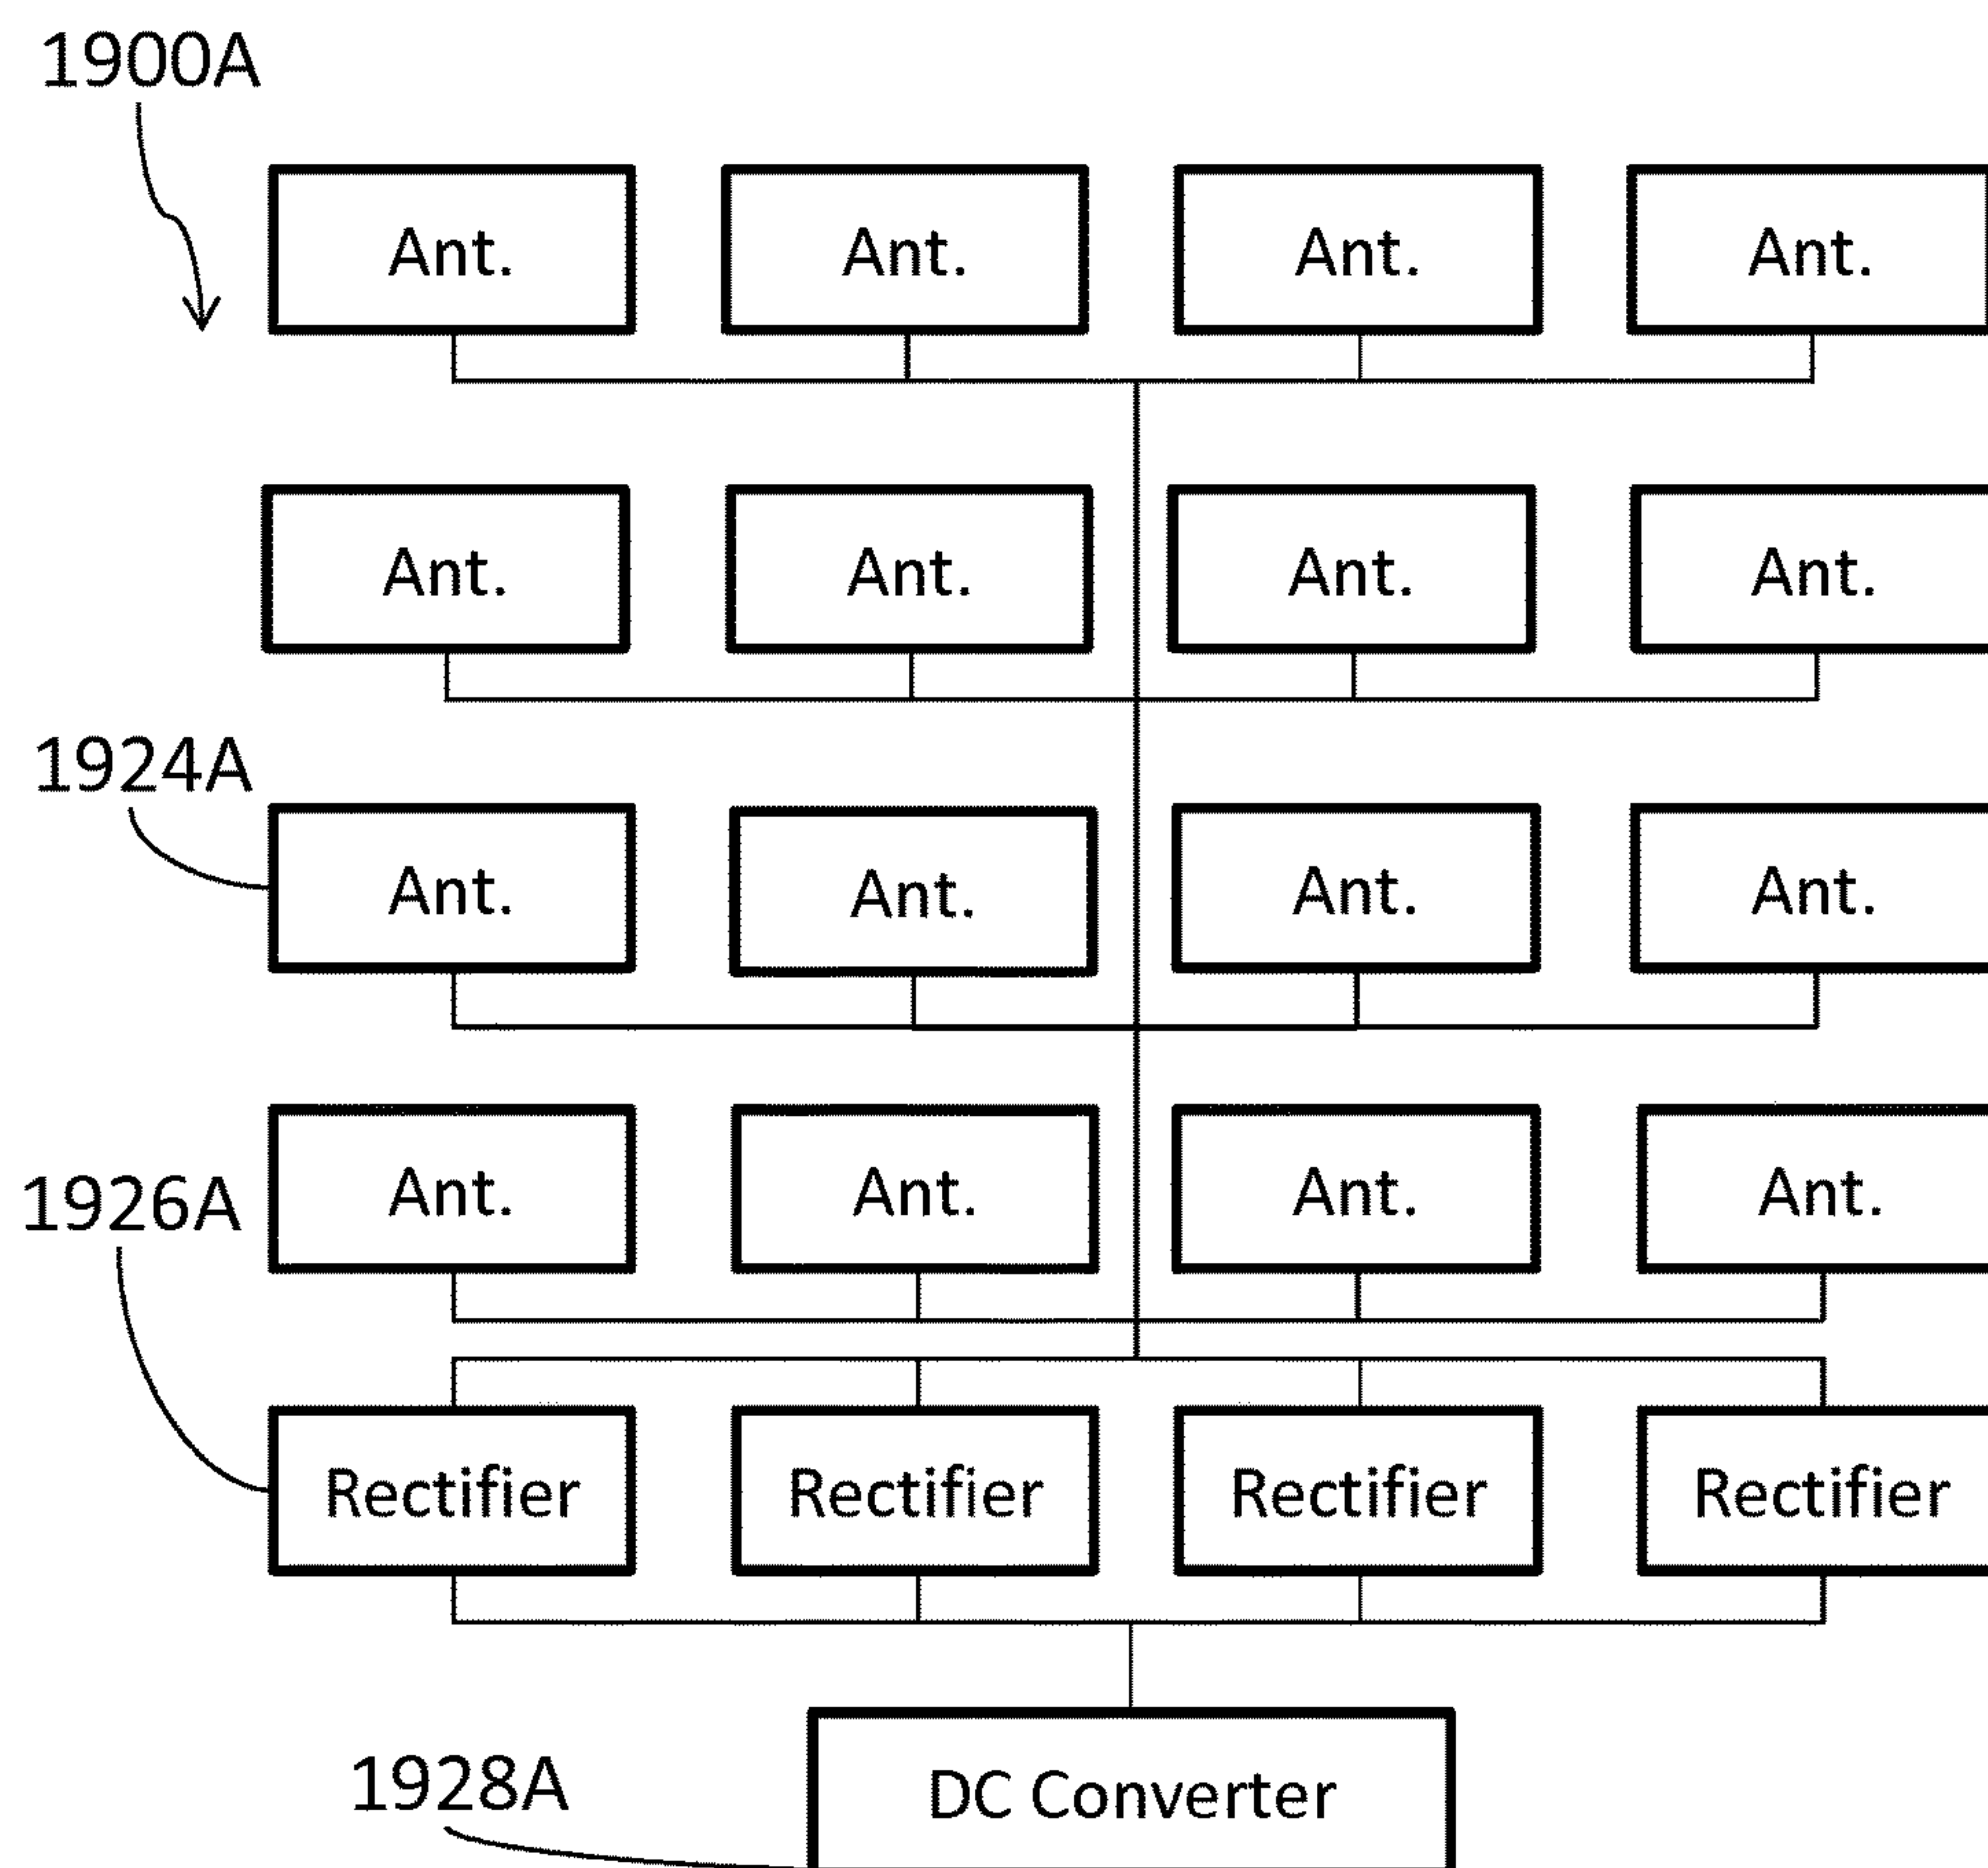 1900A
Ant. Ant. Ant. Ant.
Ant. Ant. Ant. Ant.
1924A
Ant. Ant. Ant. Ant.
1926A
Ant. Ant. Ant. Ant.
Rectifier Rectifier Rectifier Rectifier
1928A
DC Converter